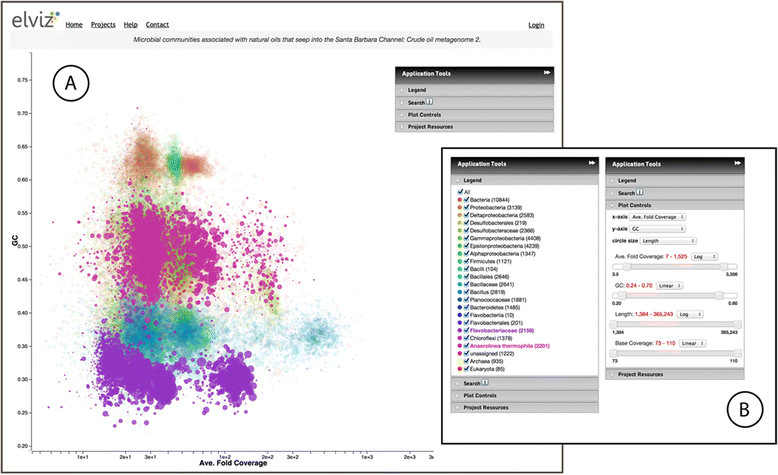 elviz Home Projects Help Contact Login
Microbial communities associated with natural oils that seep into the Santa Barbara Channel: Crude oil metagenome 2.
A
Application Tools
Legend
Search
Plot Controls
Project Resources
GC
0.75
0.70
0.65
0.60
0.55
0.50
0.45
0.40
0.35
0.30
0.25
0.20
1e+1 2e+1 3e+1 1e+2 2e+2 3e+2 1e+3 2e+3
Ave. Fold Coverage
Application Tools
Legend
All
Bacteria (10844)
Proteobacteria (3139)
Deltaproteobacteria (2583)
Desulfobacterales (219)
Desulfobacteraceae (2366)
Gammaproteobacteria (4408)
Epsilonproteobacteria (4239)
Alphaproteobacteria (1347)
Firmicutes (1121)
Bacilli (104)
Bacillales (2646)
Bacillaceae (2641)
Bacillus (2819)
Planococcaceae (1881)
Bacteroidetes (1485)
Flavobacteriia (10)
Flavobacteriales (201)
Flavobacteriaceae (2159)
Chloroflexi (1378)
Anaerolinea thermophila (2201)
unassigned (1222)
Archaea (935)
Eukaryota (85)
Search
Plot Controls
Project Resources
Application Tools
Legend
Search
Plot Controls
x-axis Ave. Fold Coverage
y-axis GC
circle size Length
Ave. Fold Coverage: 7 - 1,525 Log
3.5 3,356
GC: 0.24 - 0.70 Linear
0.20 0.80
Length: 1,384 - 365,243 Log
1,384 365,243
Base Coverage: 73 - 110 Linear
73 110
Project Resources
B